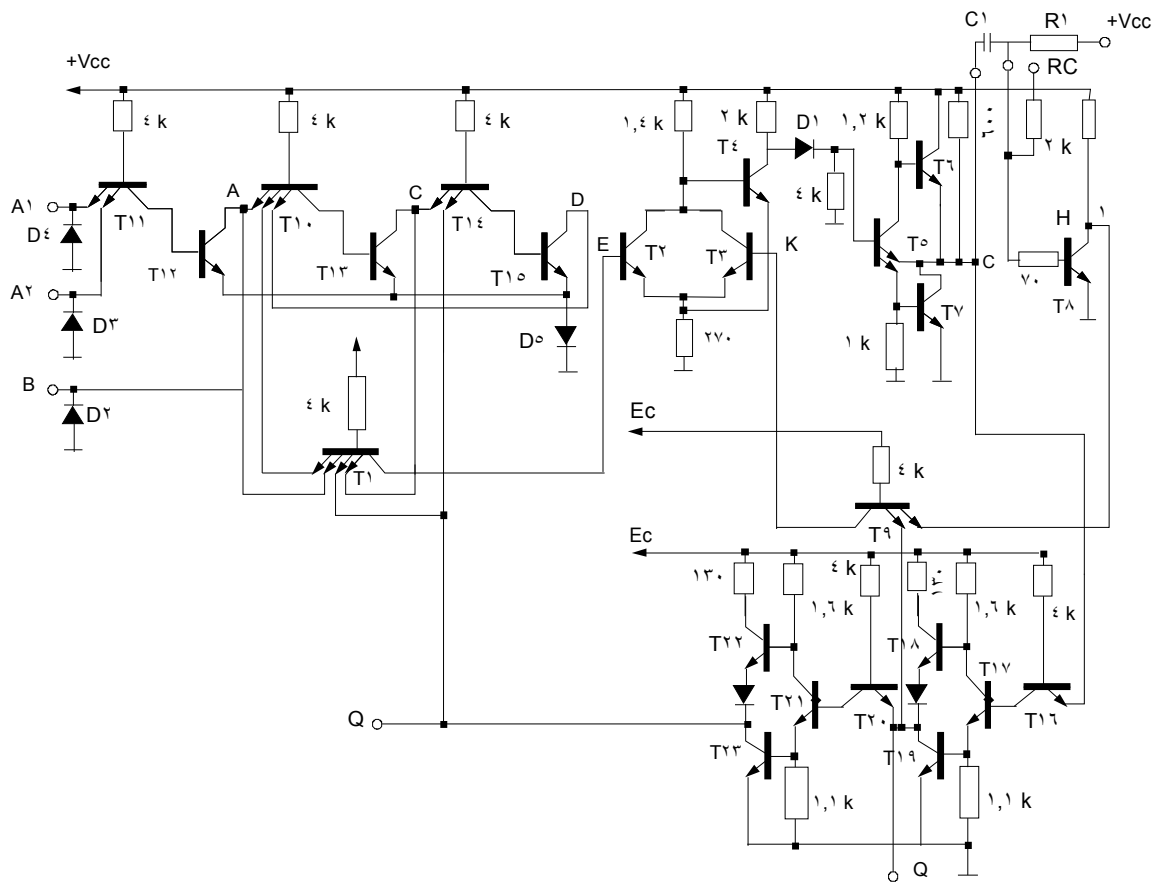 C١ R١ +Vcc
+Vcc RC
٤ k ٤ k ٤ k ١,٤ k ٢ k D١ ١,٢ k ٦٠٠ ٢ k
T٤ T٦
A١ T١١ A T١٠ C T١٤ D ٤ k H ١
D٤ T١٢ T١٣ T١٥ E T٢ T٣ K T٥ C ٧٠ T٨
A٢ D٣ D٥ ٢٧٠ T٧
١ k
B D٢ ٤ k Ec
T١ ٤ k
T٩
Ec
١٣٠ ١,٦ k ٤ k ١٣٠ ١,٦ k ٤ k
T٢٢ T١٨ T١٧
T٢١ T٢٠ T١٦
Q T٢٣ T١٩
١,١ k ١,١ k
Q